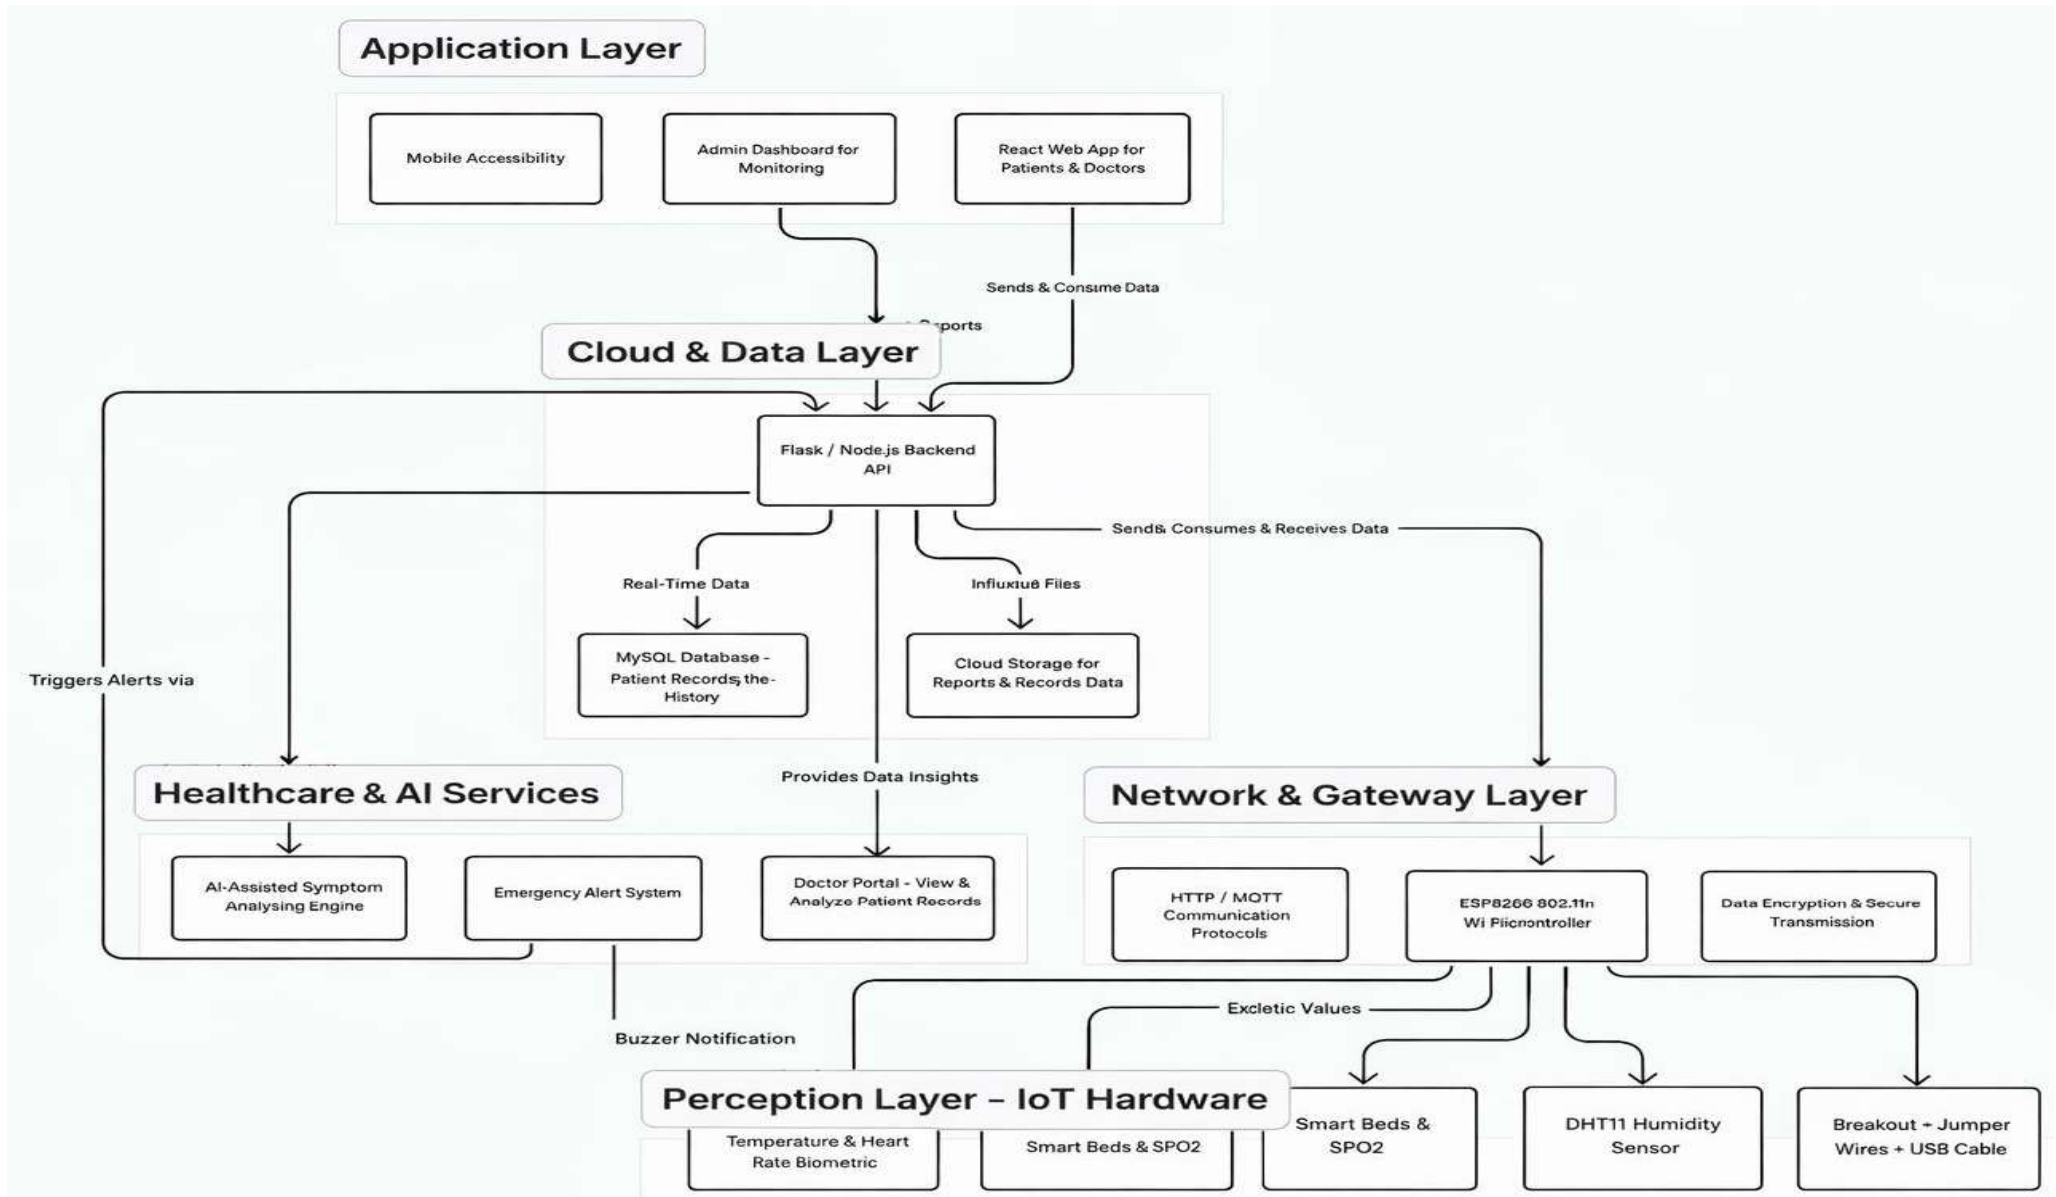 Application Layer
Mobile Accessibility
Admin Dashboard for
Monitoring
React Web App for
Patients & Doctors
Sends & Consume Data
Cloud & Data Layer
Flask / Node.js Backend
API
Sends Consumes & Receives Data
Real-Time Data
Files
MySQL Database -
Patient Records, the-
History
Cloud Storage for
Reports & Records Data
Triggers Alerts via
Provides Data Insights
Healthcare & AI Services
Network & Gateway Layer
AI-Assisted Symptom
Analysing Engine
Emergency Alert System
Doctor Portal - View &
Analyze Patient Records
HTTP / MQTT
Communication
Protocols
ESP8266 802.11n
Wi
Data Encryption & Secure
Transmission
Excletic Values
Buzzer Notification
Perception Layer – IoT Hardware
Temperature & Heart
Rate Biometric
Smart Beds & SPO2
Smart Beds &
SPO2
DHT11 Humidity
Sensor
Breakout + Jumper
Wires + USB Cable